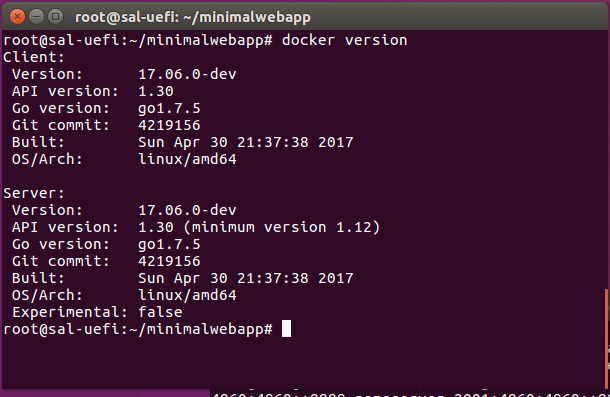 root@sal-uefi: ~/minimalwebapp
root@sal-uefi:~/minimalwebapp# docker version
Client:
 Version:      17.06.0-dev
 API version:  1.30
 Go version:   go1.7.5
 Git commit:   4219156
 Built:        Sun Apr 30 21:37:38 2017
 OS/Arch:      linux/amd64

Server:
 Version:      17.06.0-dev
 API version:  1.30 (minimum version 1.12)
 Go version:   go1.7.5
 Git commit:   4219156
 Built:        Sun Apr 30 21:37:38 2017
 OS/Arch:      linux/amd64
 Experimental: false
root@sal-uefi:~/minimalwebapp#